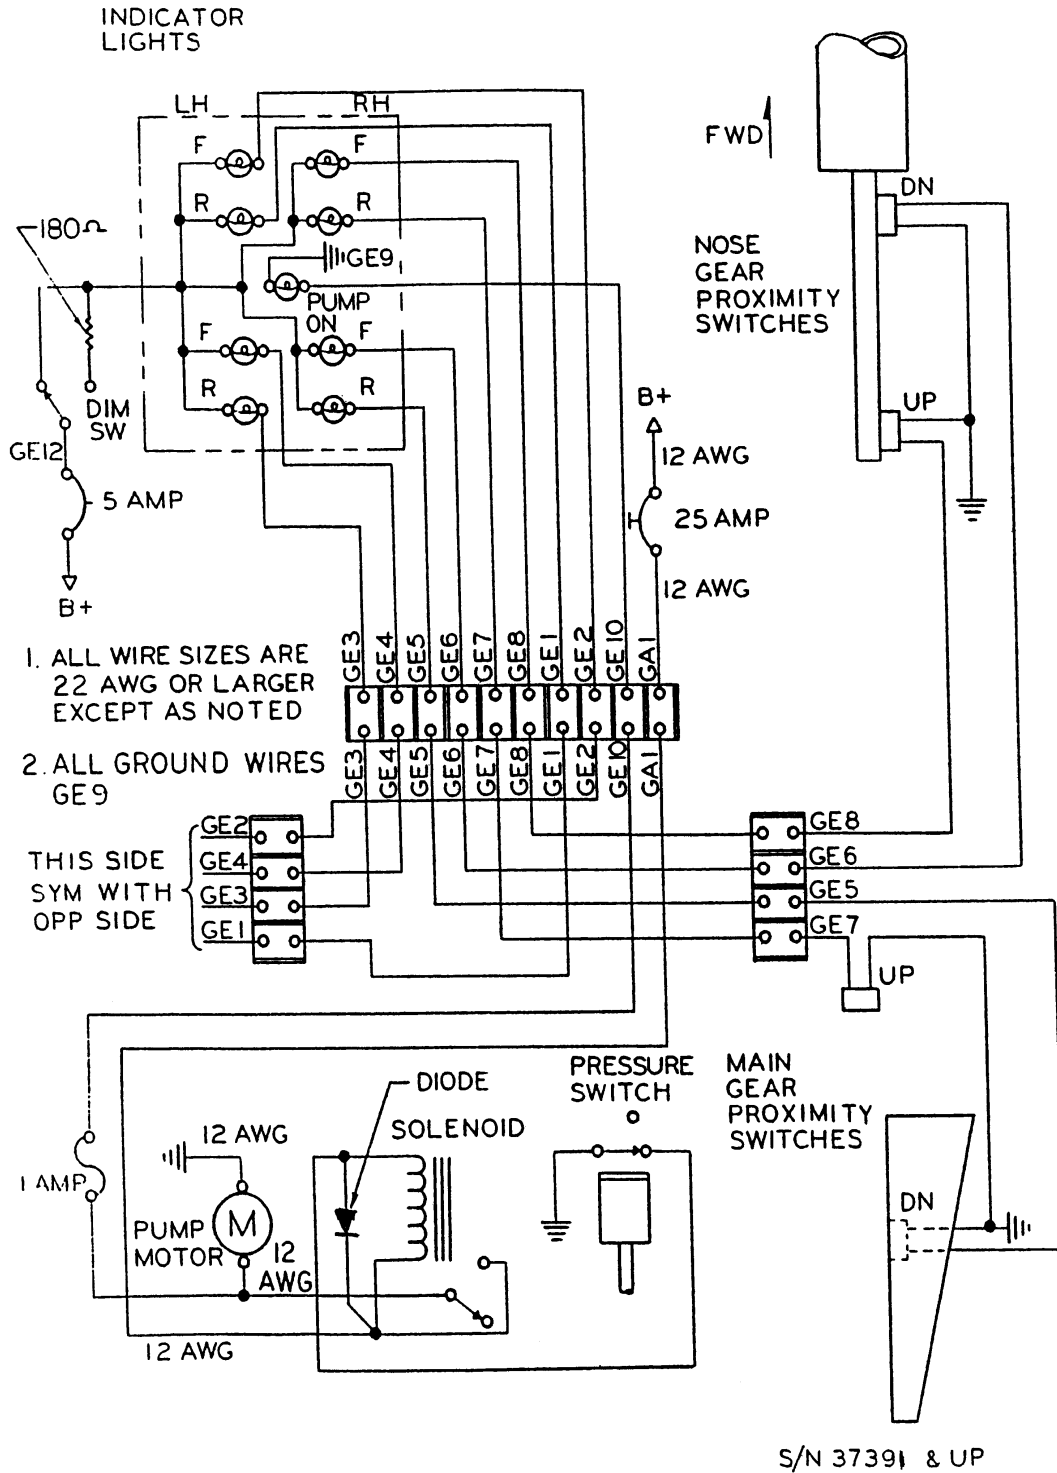 INDICATOR
LIGHTS
LH
RH
F
F
R
R
180Ω
GE9
PUMP
ON
F
F
R
R
DIM
SW
GE12
5 AMP
B+
FWD
DN
NOSE
GEAR
PROXIMITY
SWITCHES
UP
B+
12 AWG
25 AMP
12 AWG
1. ALL WIRE SIZES ARE
22 AWG OR LARGER
EXCEPT AS NOTED
2. ALL GROUND WIRES
GE9
GE3
GE4
GE5
GE6
GE7
GE8
GE1
GE2
GE10
GA1
GE3
GE4
GE5
GE6
GE7
GE8
GE1
GE2
GE10
GA1
THIS SIDE
SYM WITH
OPP SIDE
GE2
GE4
GE3
GE1
GE8
GE6
GE5
GE7
UP
PRESSURE
SWITCH
MAIN
GEAR
PROXIMITY
SWITCHES
DIODE
SOLENOID
12 AWG
1 AMP
PUMP
MOTOR
M
12
AWG
12 AWG
DN
S/N 37391 & UP